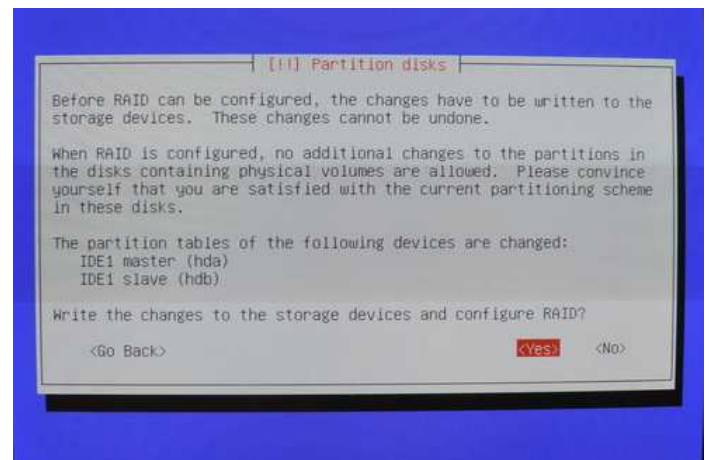 [!!] Partition disks
Before RAID can be configured, the changes have to be written to the
storage devices.  These changes cannot be undone.
When RAID is configured, no additional changes to the partitions in
the disks containing physical volumes are allowed.  Please convince
yourself that you are satisfied with the current partitioning scheme
in these disks.
The partition tables of the following devices are changed:
IDE1 master (hda)
IDE1 slave (hdb)
Write the changes to the storage devices and configure RAID?
<Go Back> <Yes> <No>